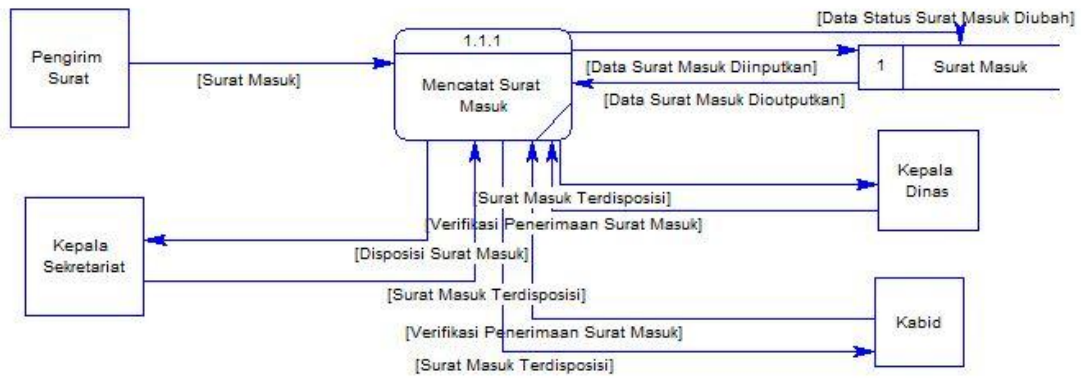 [Data Status Surat Masuk Diubah]
1.1.1
Pengirim
Surat
[Surat Masuk]
Mencatat Surat
Masuk
[Data Surat Masuk Diinputkan]
1
Surat Masuk
[Data Surat Masuk Dioutputkan]
Kepala
Dinas
[Surat Masuk Terdisposisi]
[Verifikasi Penerimaan Surat Masuk]
Kepala
Sekretariat
[Disposisi Surat Masuk]
[Surat Masuk Terdisposisi]
Kabid
[Verifikasi Penerimaan Surat Masuk]
[Surat Masuk Terdisposisi]